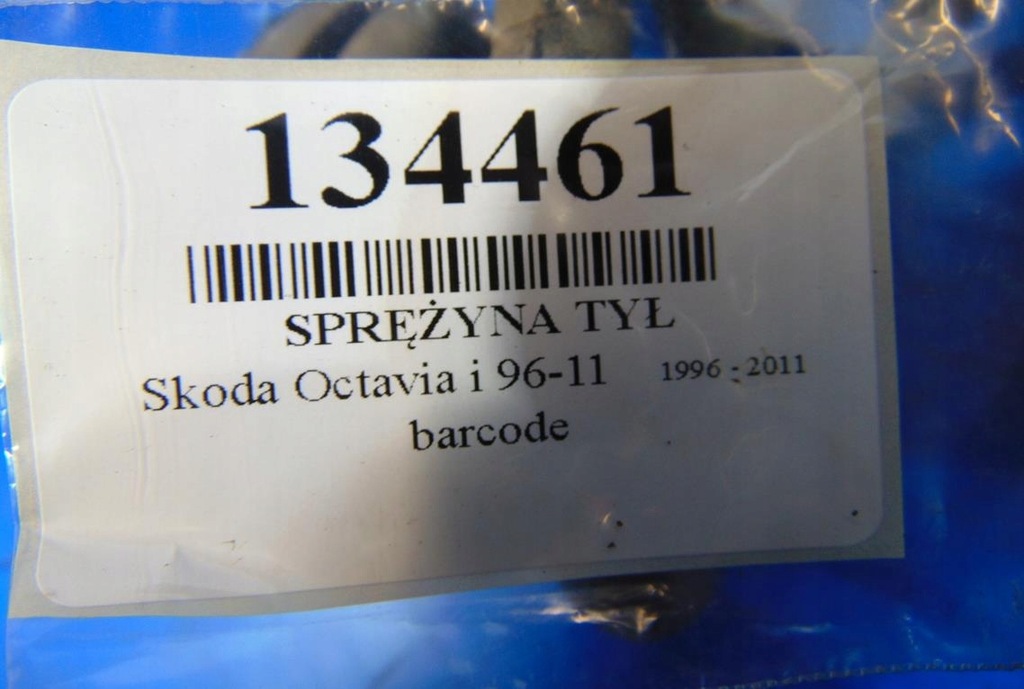 134461
SPRĘŻYNA TYŁ
Skoda Octavia i 96-11 1996 - 2011
barcode